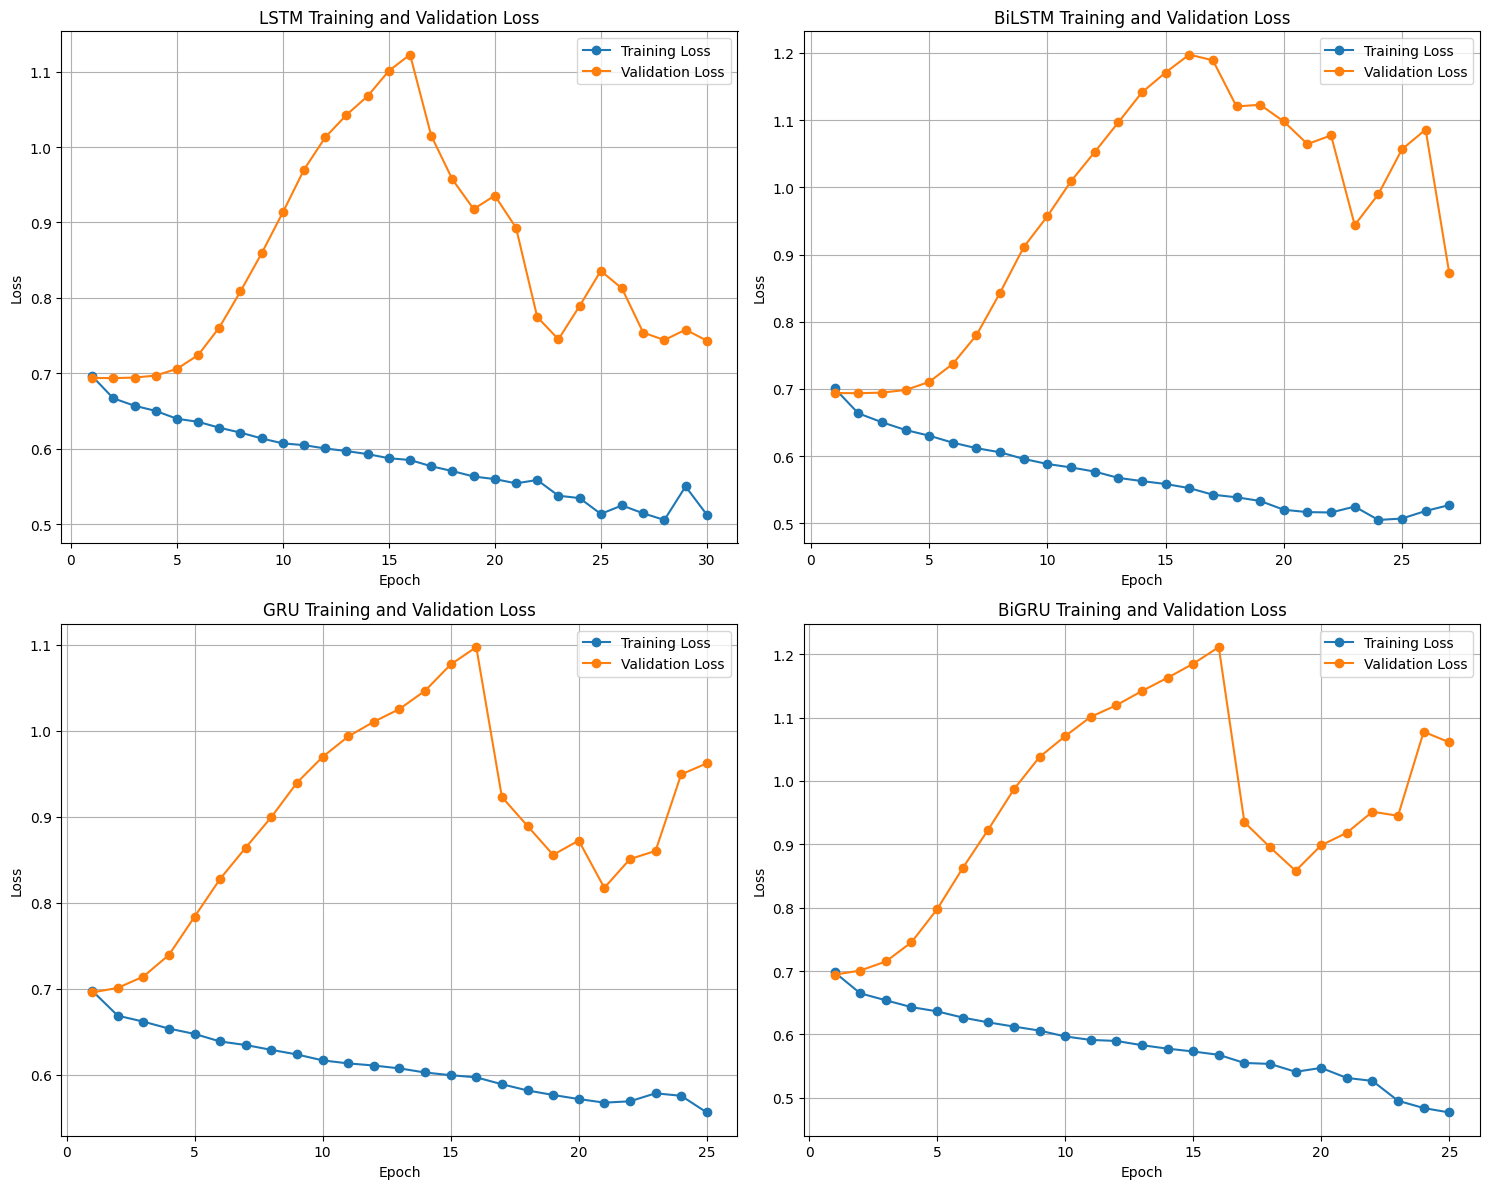 LSTM Training and Validation Loss
Training Loss
Validation Loss
1.1
1.0
0.9
0.8
0.7
0.6
0.5
Loss
0 5 10 15 20 25 30
Epoch
BiLSTM Training and Validation Loss
Training Loss
Validation Loss
1.2
1.1
1.0
0.9
0.8
0.7
0.6
0.5
Loss
0 5 10 15 20 25
Epoch
GRU Training and Validation Loss
Training Loss
Validation Loss
1.1
1.0
0.9
0.8
0.7
0.6
Loss
0 5 10 15 20 25
Epoch
BiGRU Training and Validation Loss
Training Loss
Validation Loss
1.2
1.1
1.0
0.9
0.8
0.7
0.6
0.5
Loss
0 5 10 15 20 25
Epoch